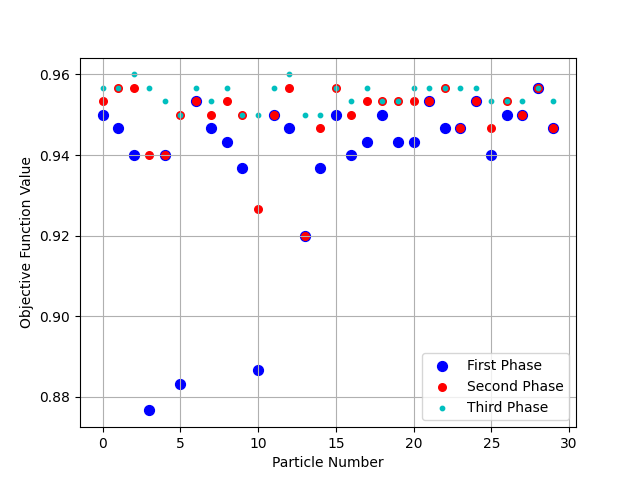 0.96
0.94
0.92
0.90
0.88
Objective Function Value
First Phase
Second Phase
Third Phase
0 5 10 15 20 25 30
Particle Number